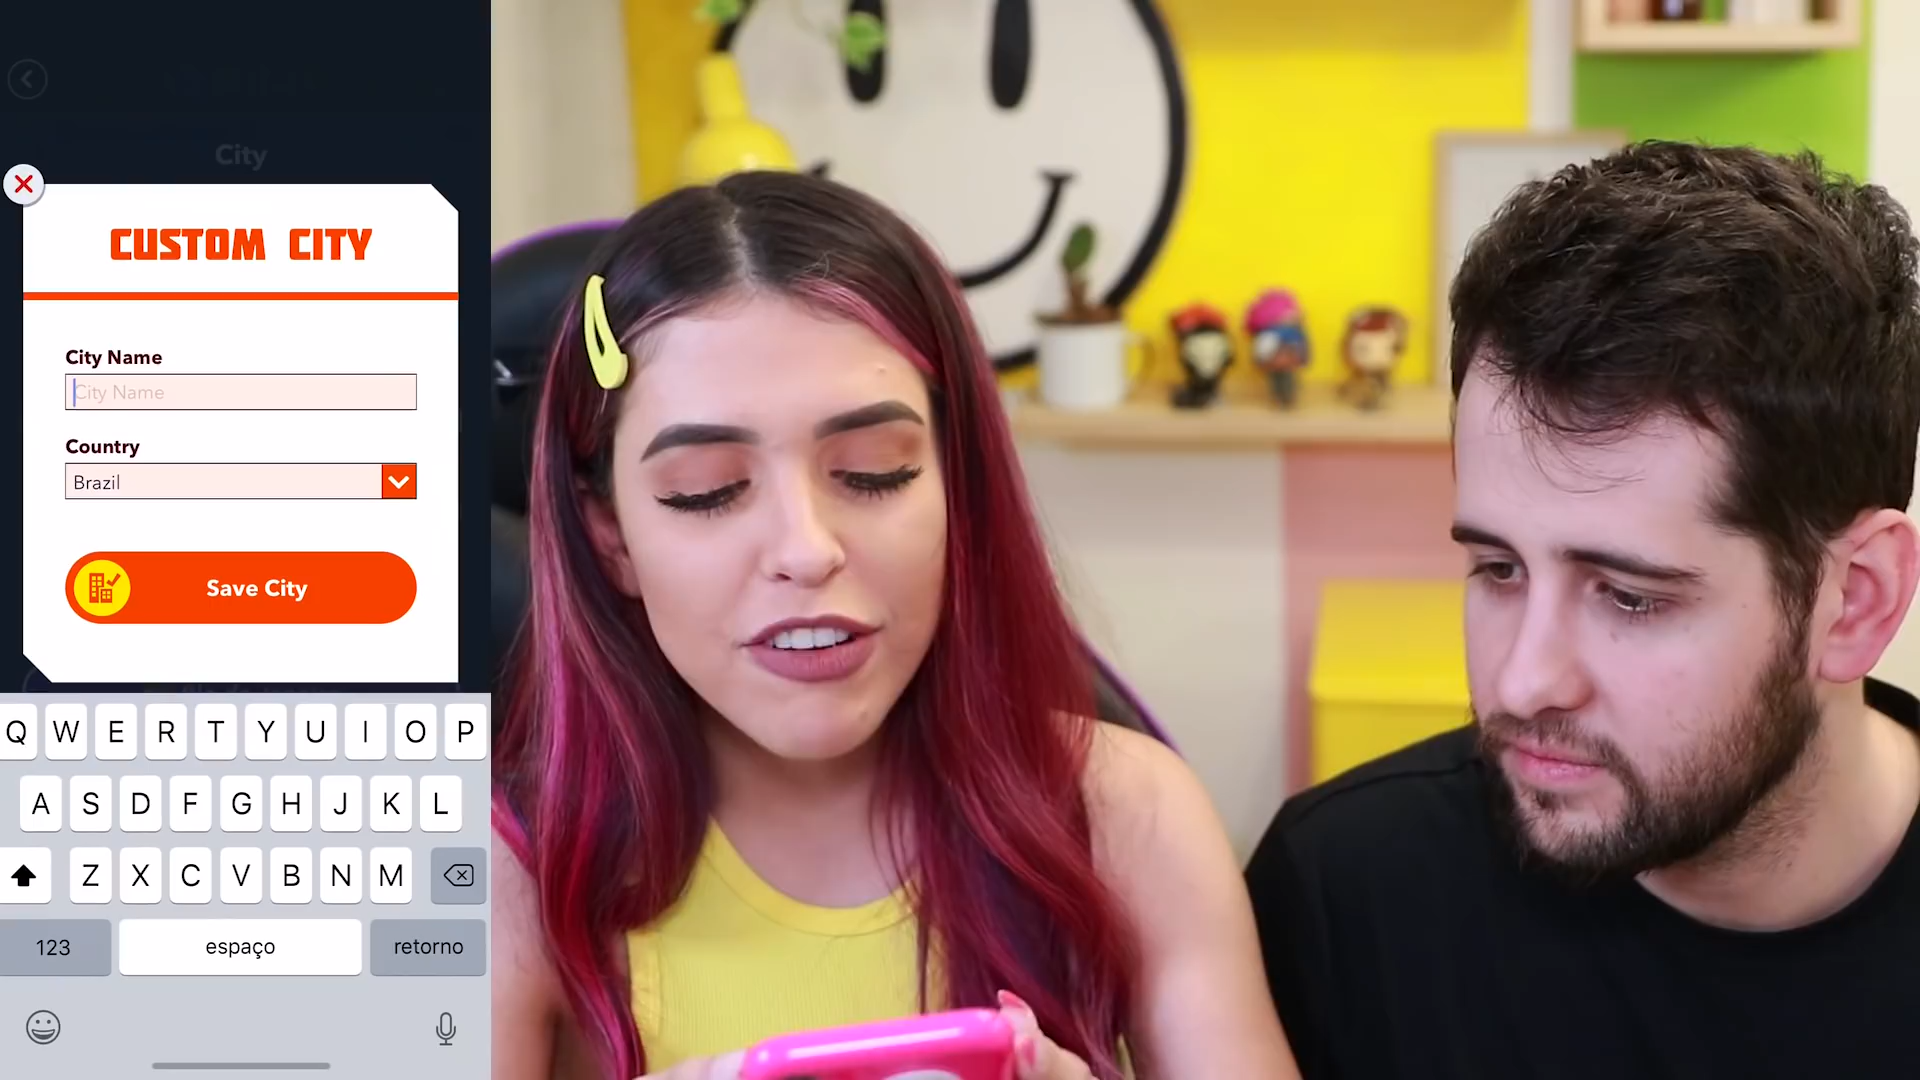 City
CUSTOM CITY
City Name
City Name
Country
Brazil
Save City
Q W E R T Y U I O P
A S D F G H J K L
Z X C V B N M
123 espaço retorno